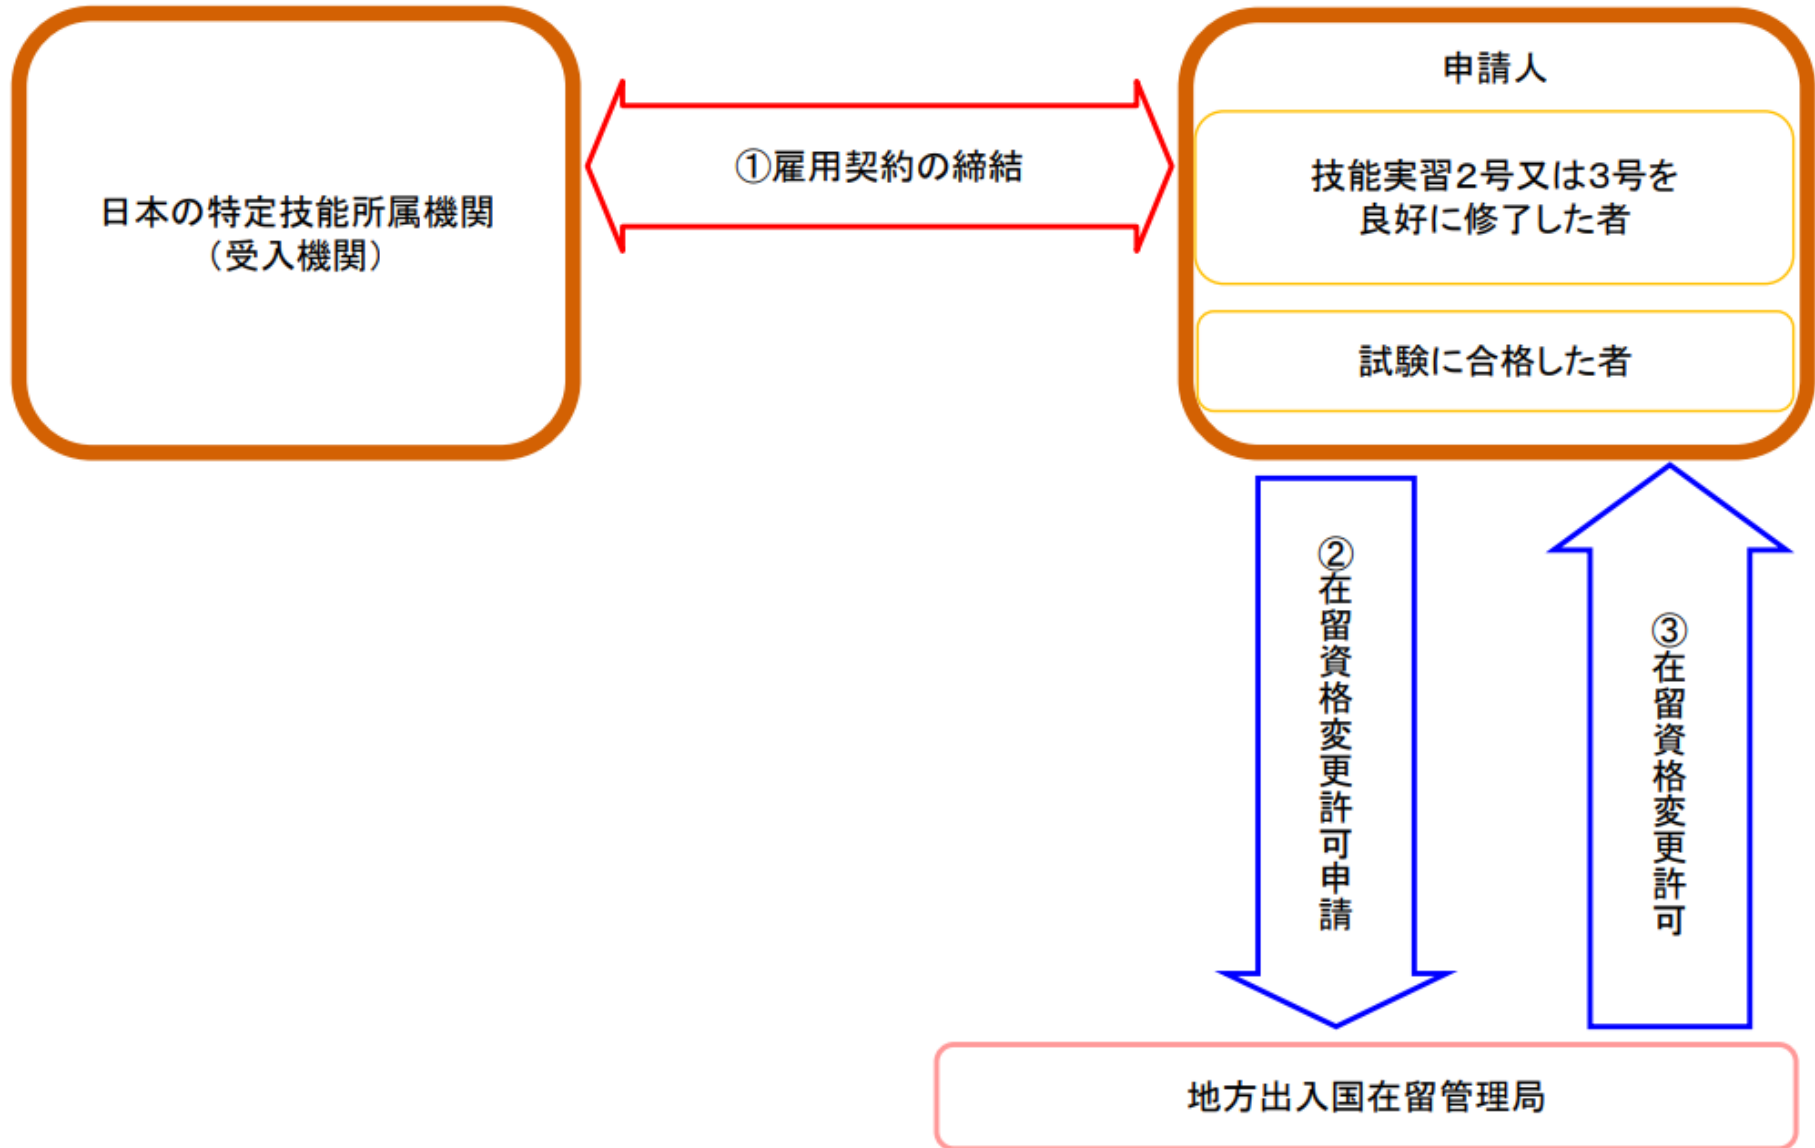 日本の特定技能所属機関
（受入機関）
①雇用契約の締結
申請人
技能実習２号又は３号を
良好に修了した者
試験に合格した者
②在留資格変更許可申請
③在留資格変更許可
地方出入国在留管理局